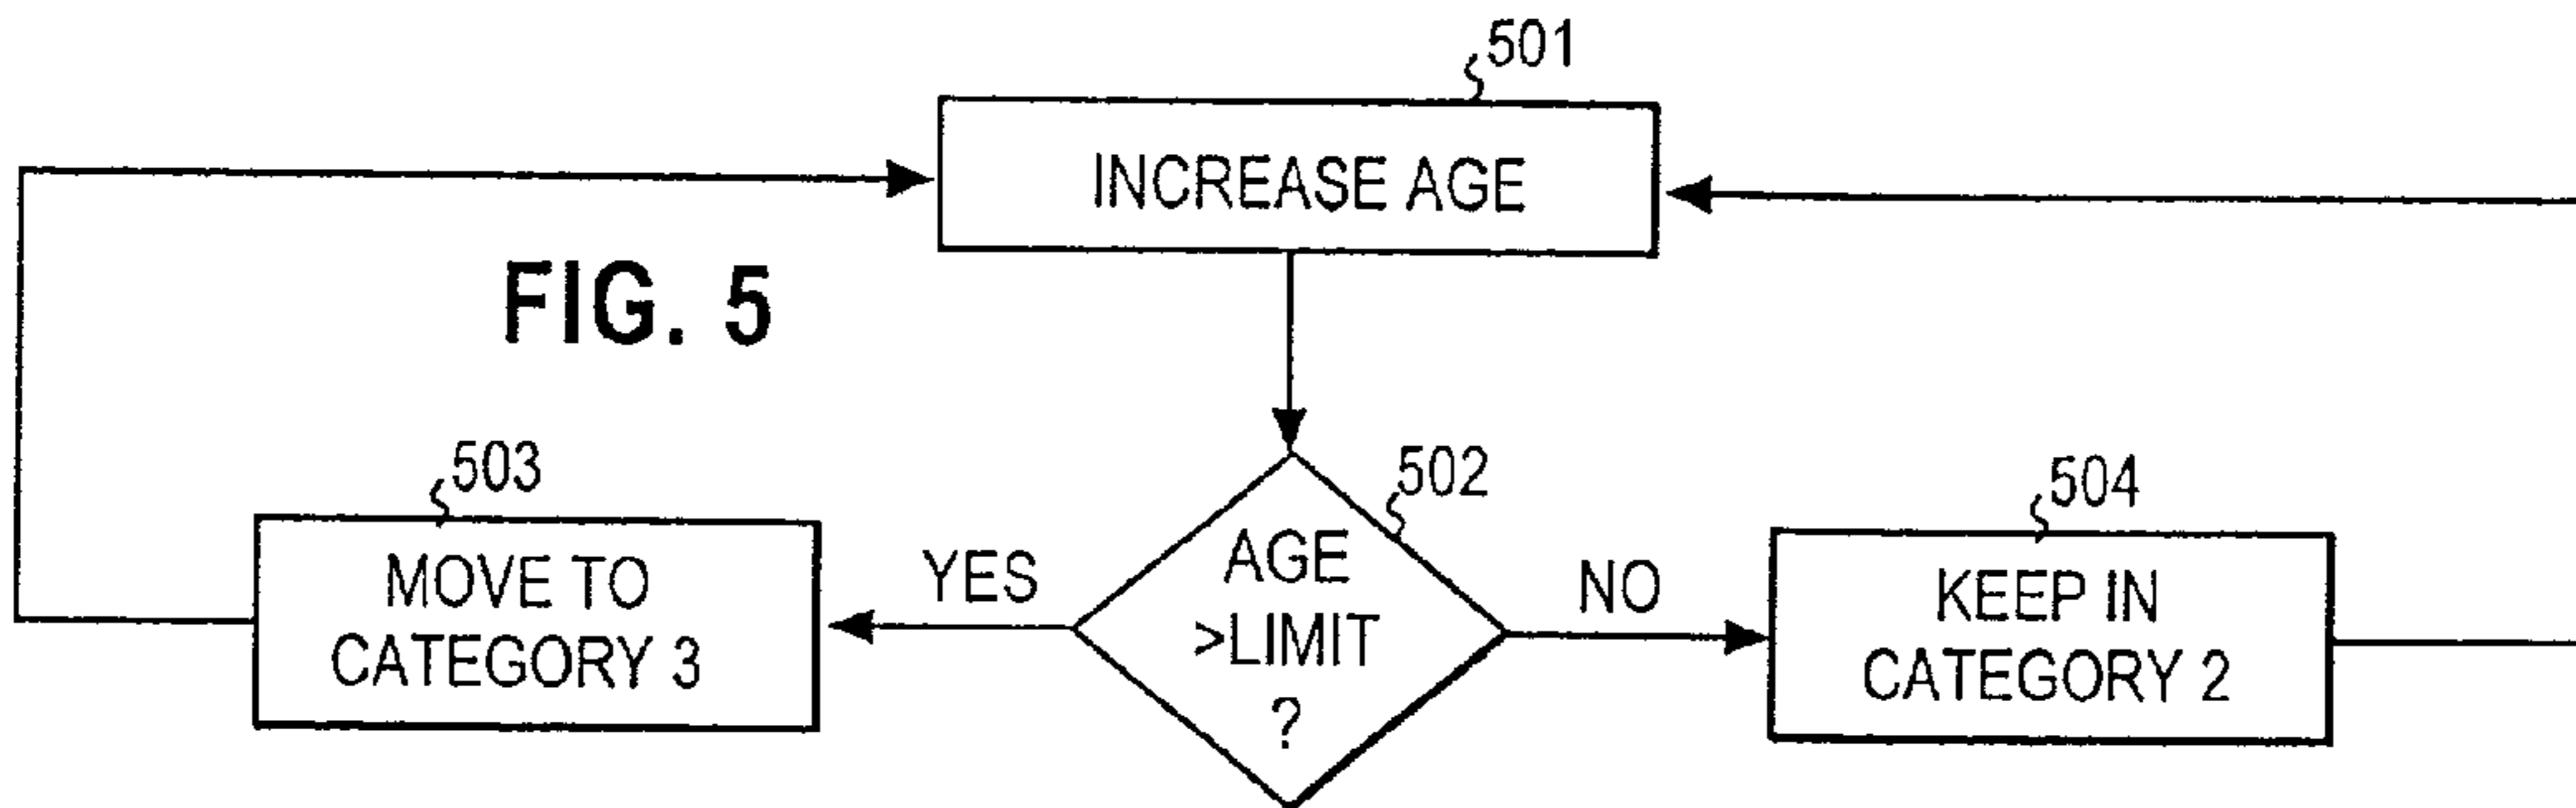 501
INCREASE AGE
FIG. 5
503
MOVE TO
CATEGORY 3
YES
502
AGE
>LIMIT
?
NO
504
KEEP IN
CATEGORY 2